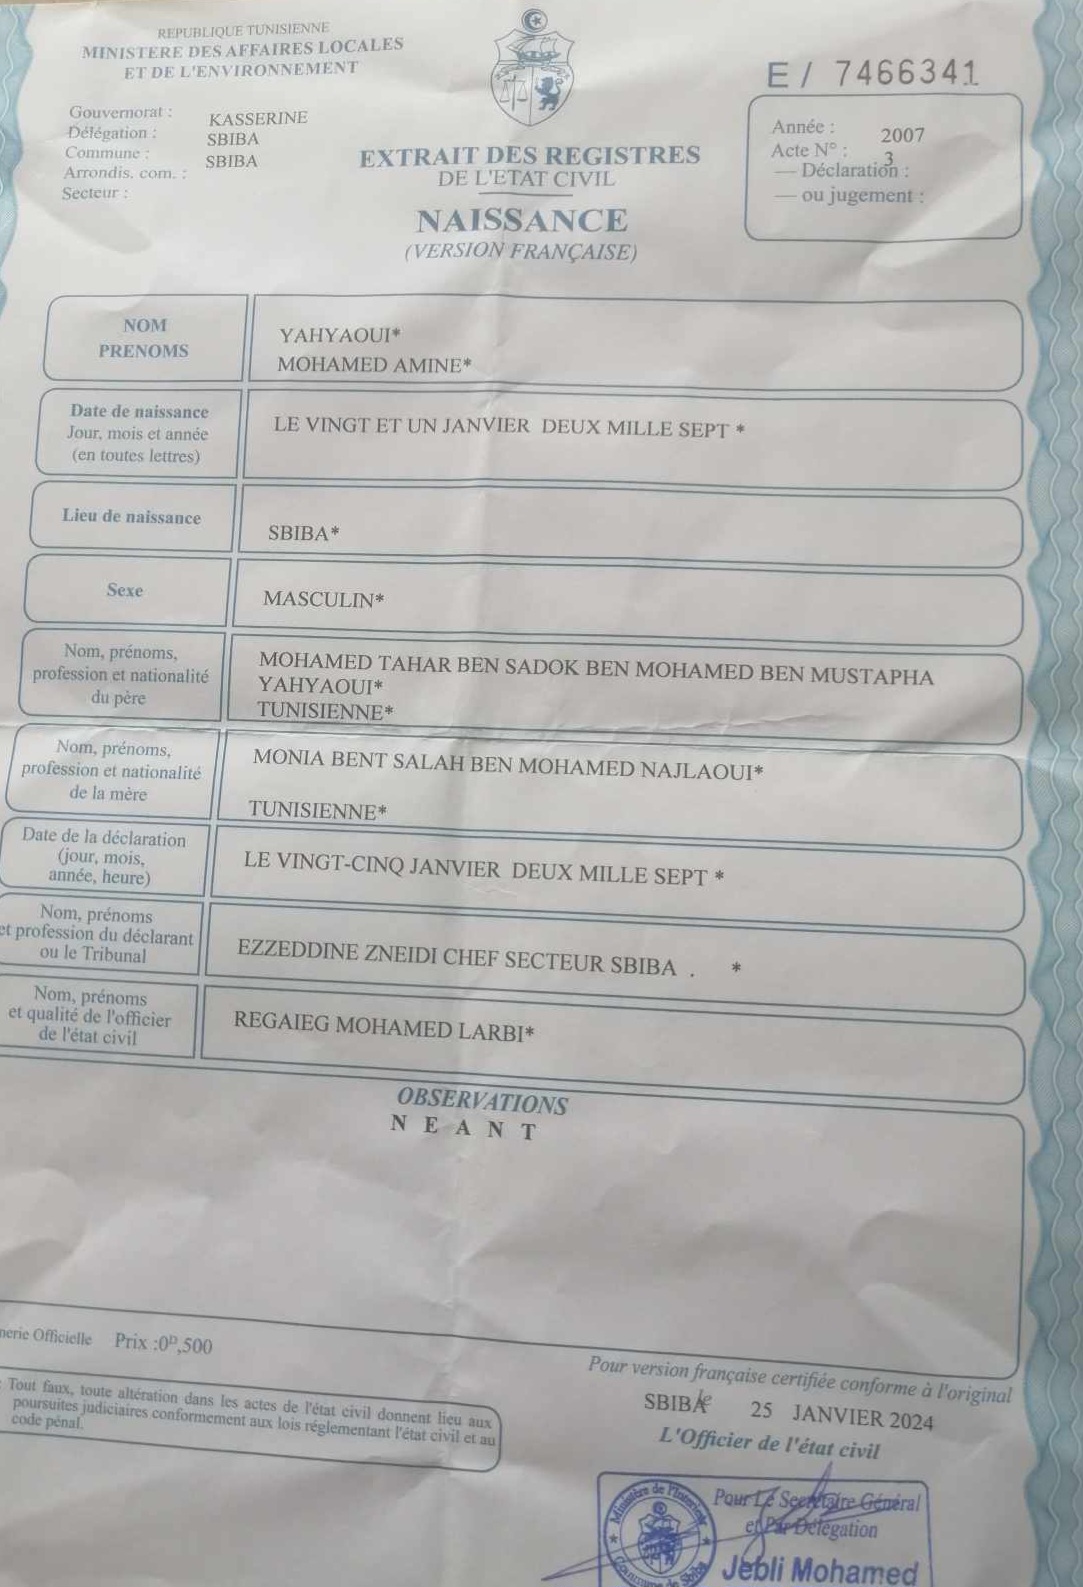 REPUBLIQUE TUNISIENNE
MINISTERE DES AFFAIRES LOCALES
ET DE L'ENVIRONNEMENT
Gouvernorat : KASSERINE
Délégation : SBIBA
Commune : SBIBA
Arrondis. com. :
Secteur :
E / 7466341
Année : 2007
Acte N° : 3
— Déclaration :
— ou jugement :
EXTRAIT DES REGISTRES
DE L'ETAT CIVIL
NAISSANCE
(VERSION FRANÇAISE)
NOM
PRENOMS
YAHYAOUI*
MOHAMED AMINE*
Date de naissance
Jour, mois et année
(en toutes lettres)
LE VINGT ET UN JANVIER DEUX MILLE SEPT *
Lieu de naissance
SBIBA*
Sexe
MASCULIN*
Nom, prénoms,
profession et nationalité
du père
MOHAMED TAHAR BEN SADOK BEN MOHAMED BEN MUSTAPHA
YAHYAOUI*
TUNISIENNE*
Nom, prénoms,
profession et nationalité
de la mère
MONIA BENT SALAH BEN MOHAMED NAJLAOUI*
TUNISIENNE*
Date de la déclaration
(jour, mois,
année, heure)
LE VINGT-CINQ JANVIER DEUX MILLE SEPT *
Nom, prénoms
et profession du déclarant
ou le Tribunal
EZZEDDINE ZNEIDI CHEF SECTEUR SBIBA . *
Nom, prénoms
et qualité de l'officier
de l'état civil
REGAIEG MOHAMED LARBI*
OBSERVATIONS
N E A N T
Officielle Prix :0ᴰ,500
Tout faux, toute altération dans les actes de l'état civil donnent lieu aux
poursuites judiciaires conformement aux lois réglementant l'état civil et au
code pénal.
Pour version française certifiée conforme à l'original
SBIBA le 25 JANVIER 2024
L'Officier de l'état civil
Ministère de l'Interieur
Commune de Sbiba
Pour Le Secrétaire Général
et Par Délégation
Jebli Mohamed